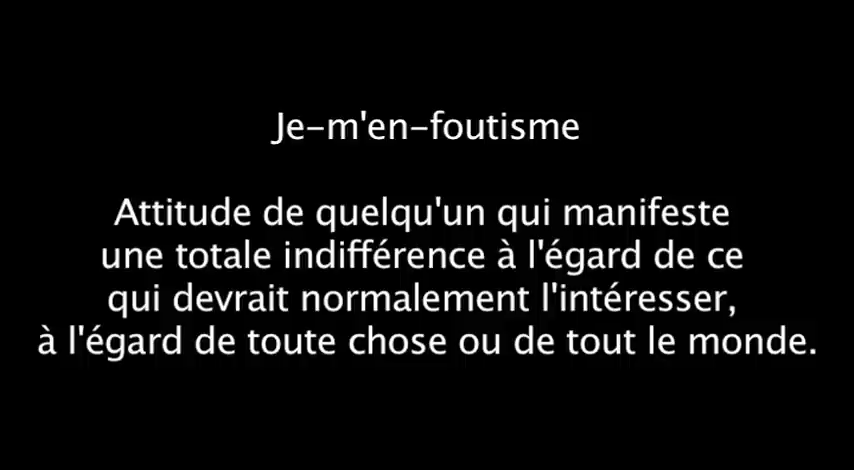 Je-m'en-foutisme
Attitude de quelqu'un qui manifeste
une totale indifférence à l'égard de ce
qui devrait normalement l'intéresser,
à l'égard de toute chose ou de tout le monde.